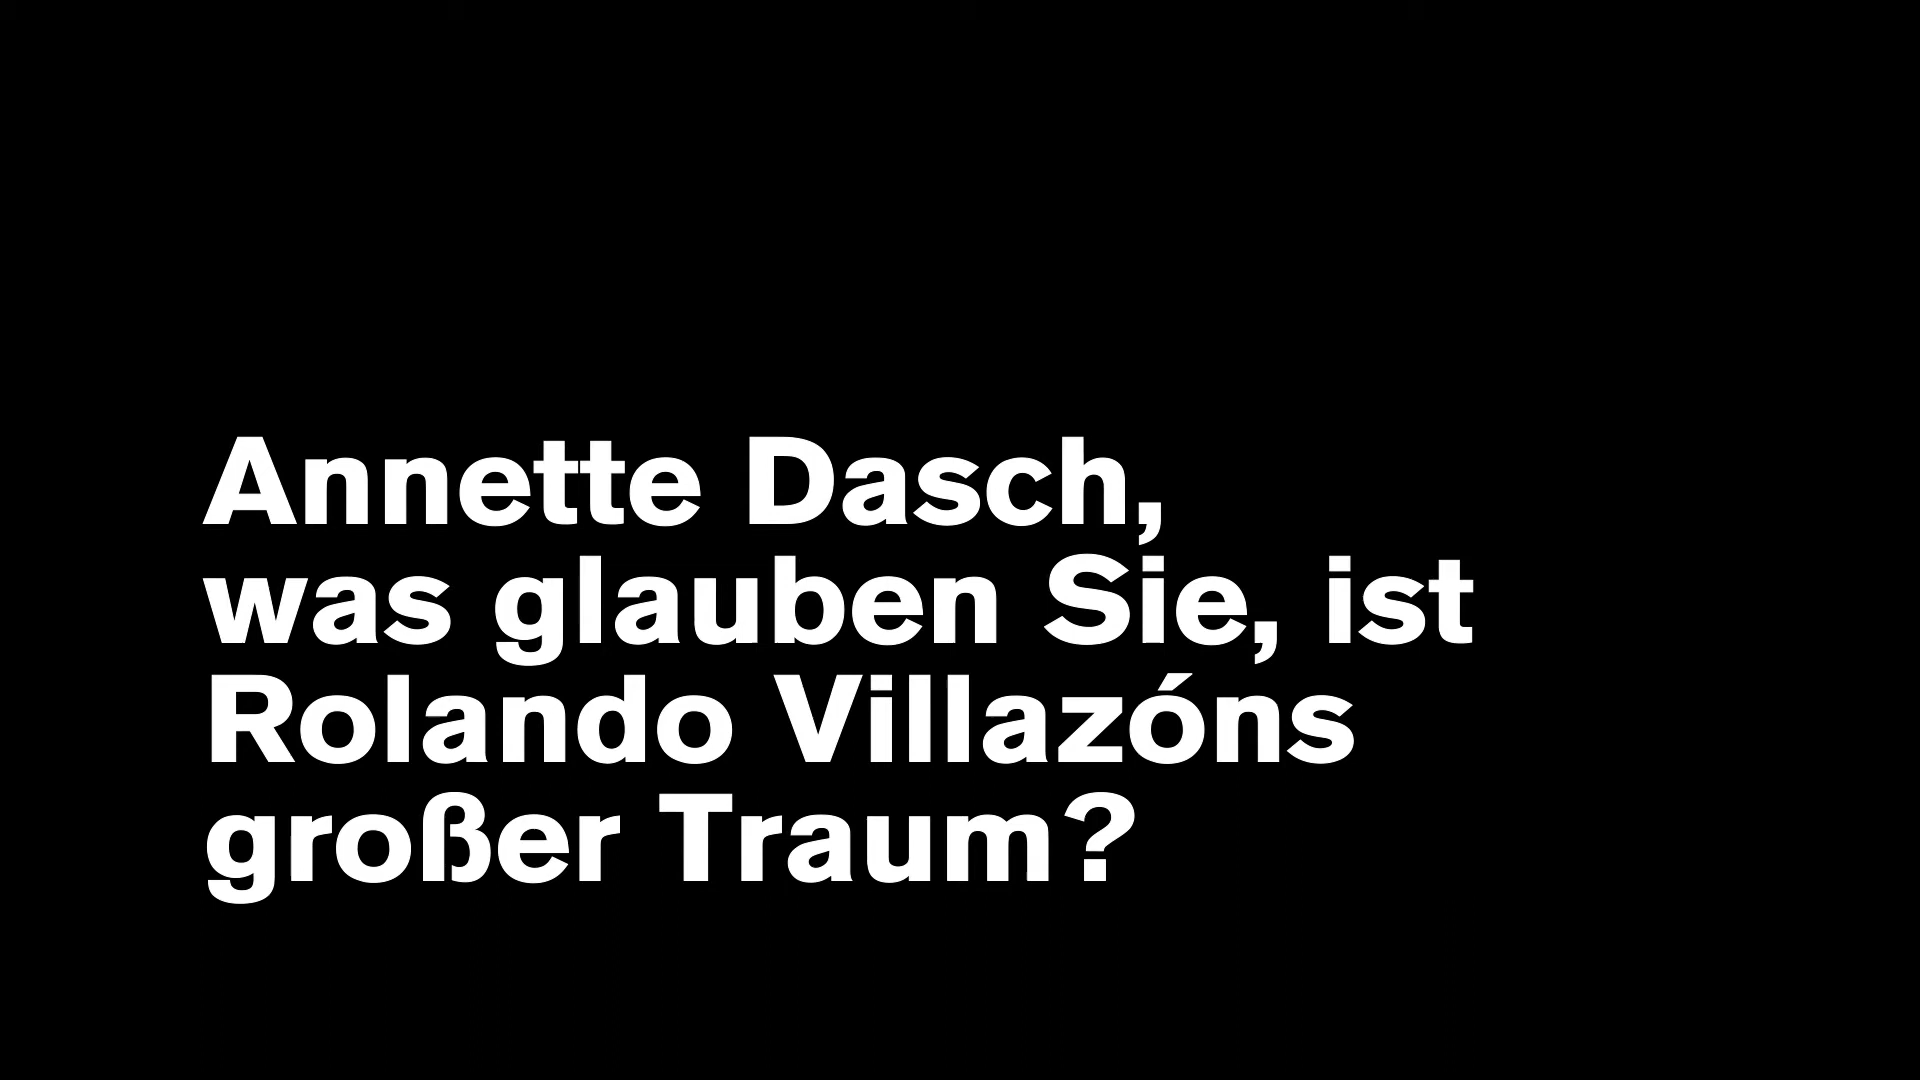 Annette Dasch,
was glauben Sie, ist
Rolando Villazóns
großer Traum?